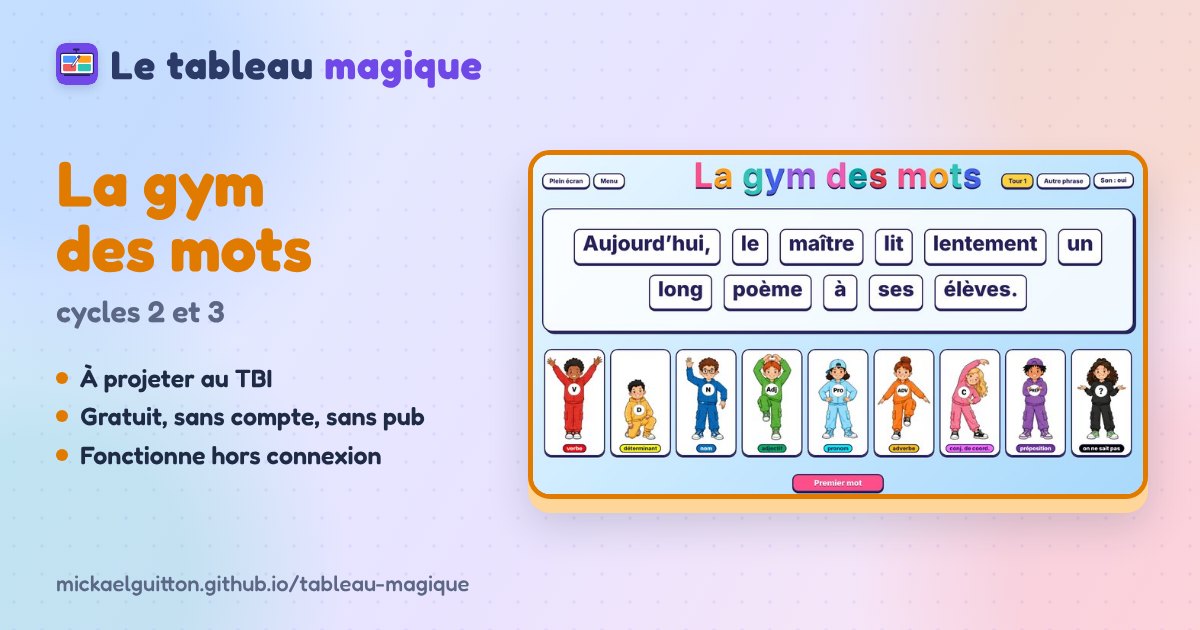 Le tableau magique
La gym
des mots
cycles 2 et 3
À projeter au TBI
Gratuit, sans compte, sans pub
Fonctionne hors connexion
mickaelguitton.github.io/tableau-magique
Plein écran
Menu
La gym des mots
Tour 1
Autre phrase
Son : oui
Aujourd'hui, le maître lit lentement un
long poème à ses élèves.
V
D
N
Adj
Pro
ADV
C
PREP
?
verbe
déterminant
nom
adjectif
pronom
adverbe
conj. de coord.
préposition
on ne sait pas
Premier mot